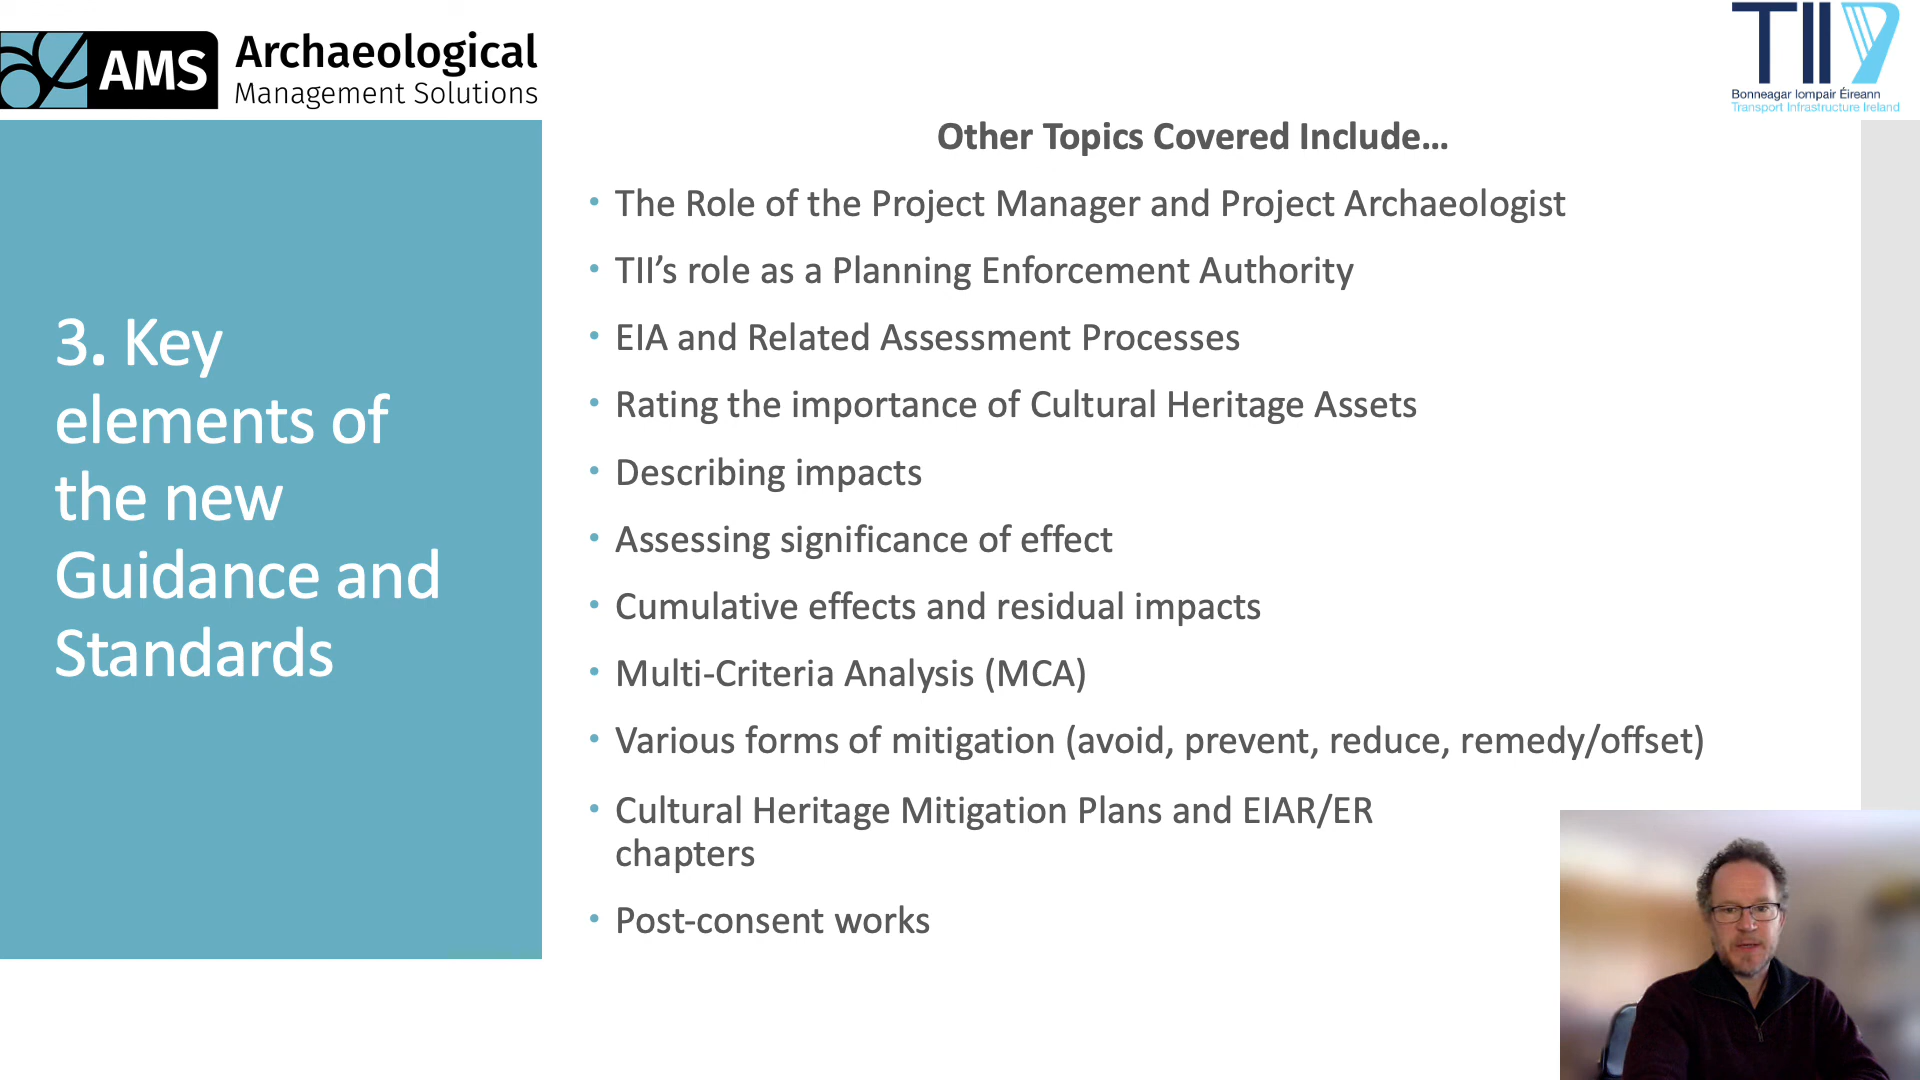 AMS Archaeological
Management Solutions
TII
Bonneagar Iompair Éireann
Transport Infrastructure Ireland
3. Key
elements of
the new
Guidance and
Standards
Other Topics Covered Include...
• The Role of the Project Manager and Project Archaeologist
• TII’s role as a Planning Enforcement Authority
• EIA and Related Assessment Processes
• Rating the importance of Cultural Heritage Assets
• Describing impacts
• Assessing significance of effect
• Cumulative effects and residual impacts
• Multi-Criteria Analysis (MCA)
• Various forms of mitigation (avoid, prevent, reduce, remedy/offset)
• Cultural Heritage Mitigation Plans and EIAR/ER
chapters
• Post-consent works